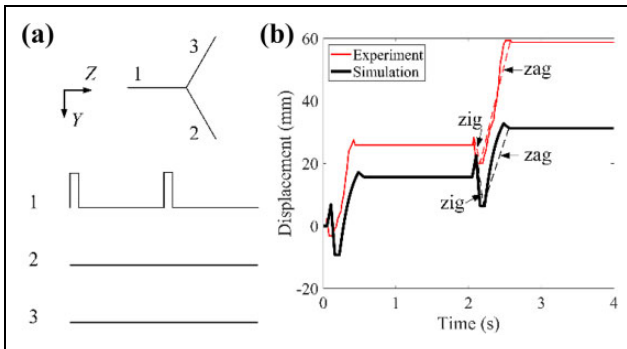 (a)
3
Z
1
Y
2
1
2
3
(b)
60
40
20
0
-20
Displacement (mm)
Experiment
Simulation
zag
zig
zag
zig
0
1
2
3
4
Time (s)